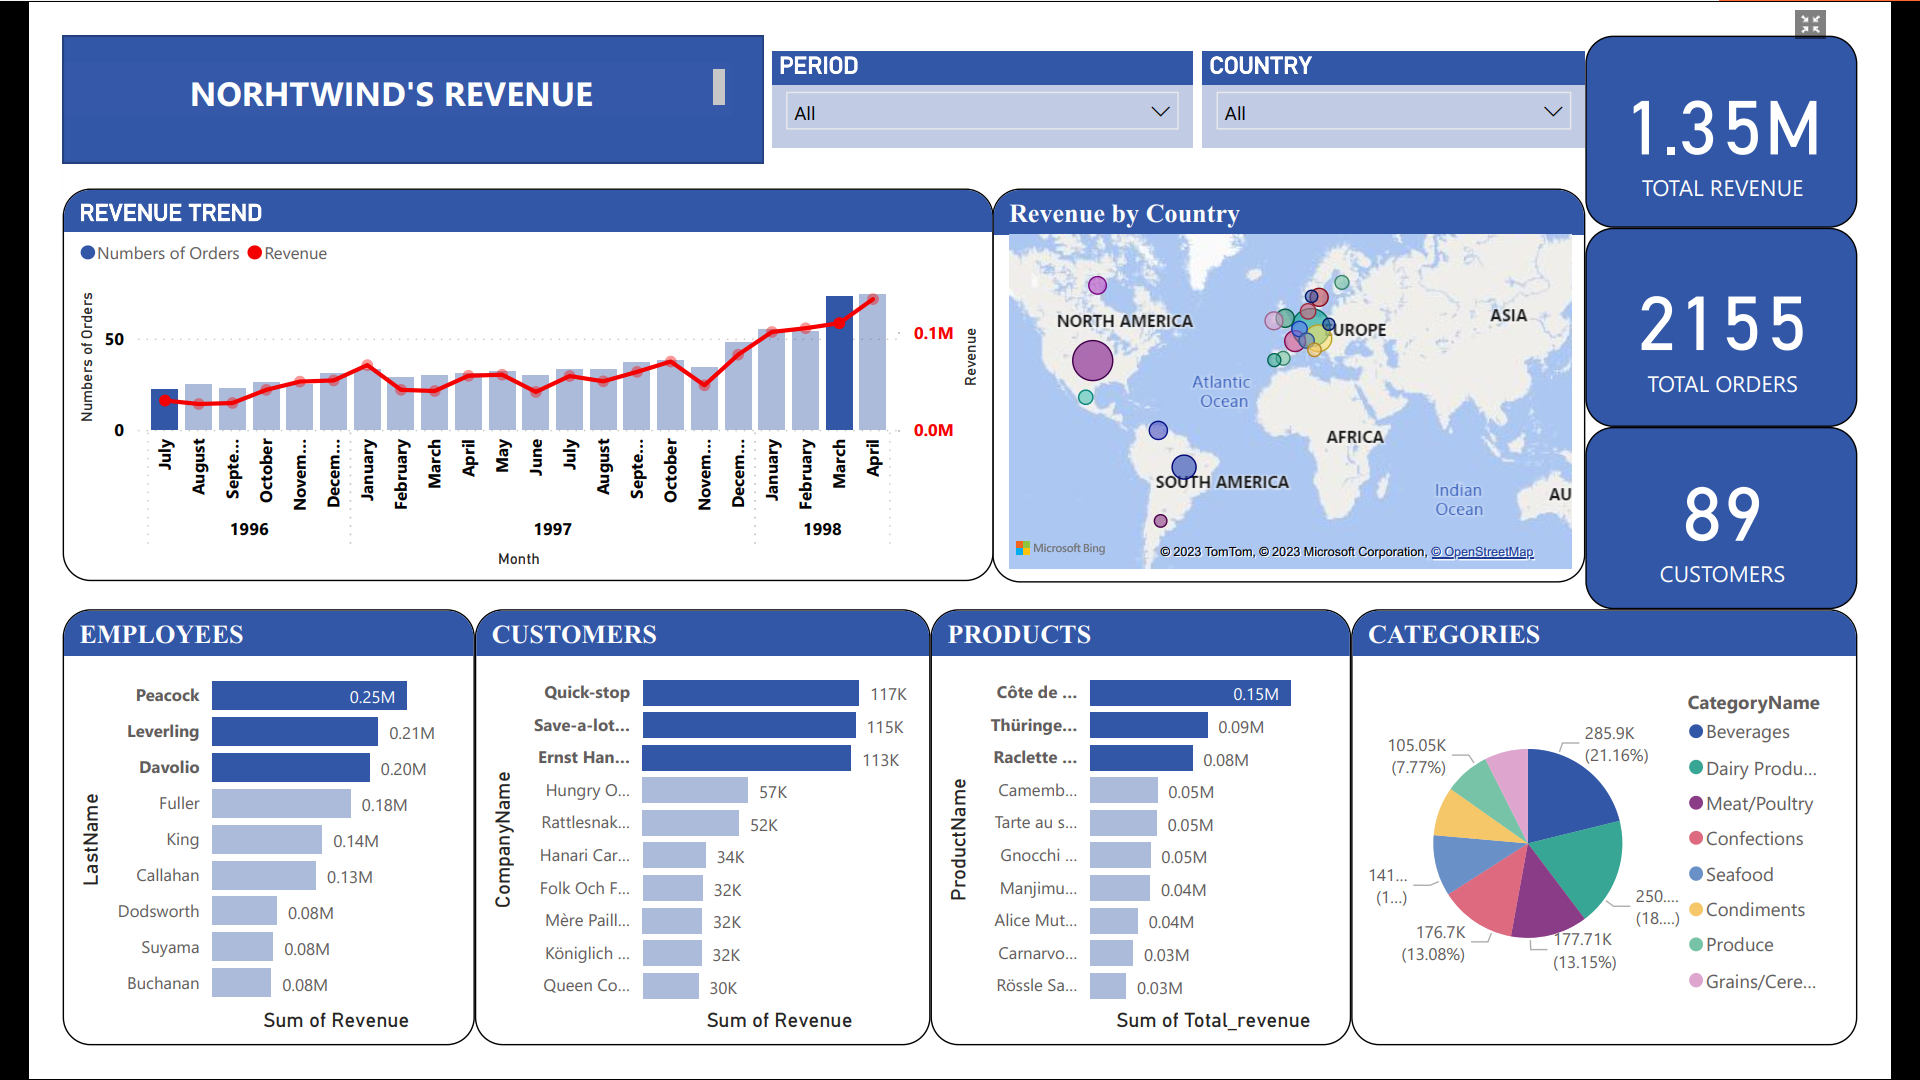 NORHTWIND'S REVENUE
PERIOD
All
COUNTRY
All
1.35M
TOTAL REVENUE
2155
TOTAL ORDERS
89
CUSTOMERS
REVENUE TREND
Numbers of Orders
Revenue
Numbers of Orders
50
0
0.1M
0.0M
Revenue
July
August
Septe...
October
Novem...
Decem...
January
February
March
April
May
June
July
August
Septe...
October
Novem...
Decem...
January
February
March
April
1996
1997
1998
Month
Revenue by Country
NORTH AMERICA
UROPE
ASIA
Atlantic
Ocean
AFRICA
SOUTH AMERICA
Indian
Ocean
AU
Microsoft Bing
© 2023 TomTom, © 2023 Microsoft Corporation, © OpenStreetMap
EMPLOYEES
LastName
Peacock 0.25M
Leverling 0.21M
Davolio 0.20M
Fuller 0.18M
King 0.14M
Callahan 0.13M
Dodsworth 0.08M
Suyama 0.08M
Buchanan 0.08M
Sum of Revenue
CUSTOMERS
CompanyName
Quick-stop 117K
Save-a-lot... 115K
Ernst Han... 113K
Hungry O... 57K
Rattlesnak... 52K
Hanari Car... 34K
Folk Och F... 32K
Mère Paill... 32K
Königlich ... 32K
Queen Co... 30K
Sum of Revenue
PRODUCTS
ProductName
Côte de ... 0.15M
Thüringe... 0.09M
Raclette ... 0.08M
Camemb... 0.05M
Tarte au s... 0.05M
Gnocchi ... 0.05M
Manjimu... 0.04M
Alice Mut... 0.04M
Carnarvo... 0.03M
Rössle Sa... 0.03M
Sum of Total_revenue
CATEGORIES
285.9K
(21.16%)
250....
(18....)
177.71K
(13.15%)
176.7K
(13.08%)
141...
(1...)
105.05K
(7.77%)
CategoryName
Beverages
Dairy Produ...
Meat/Poultry
Confections
Seafood
Condiments
Produce
Grains/Cere...